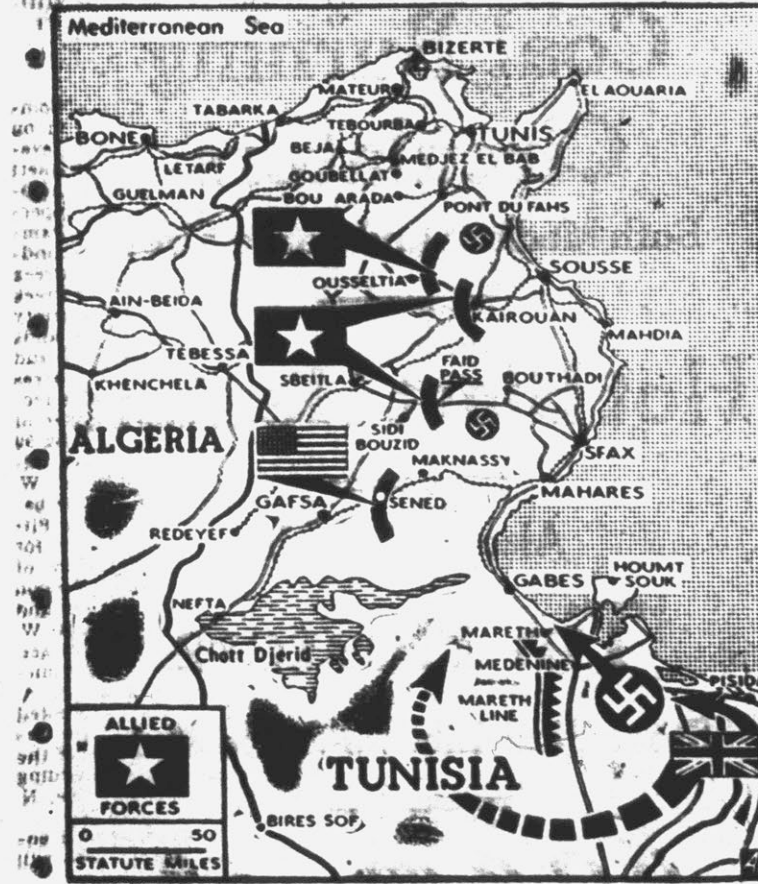 Mediterranean Sea
BIZERTE
MATEUR
EL AOUARIA
TABARKA
TEBOURBA
TUNIS
BONE
BEJA
MEDJEZ EL BAB
LETARF
GOUBELLAT
GUELMAN
BOU ARADA
PONT DU FAHS
OUSSELTIA
SOUSSE
AIN-BEIDA
KAIROUAN
MAHDIA
TEBESSA
FAID
PASS
KHENCHELA
SBEITLA
BOUTHADI
ALGERIA
SIDI
BOUZID
SFAX
MAKNASSY
MAHARES
GAFSA
SENED
REDEYEF
HOUMT
SOUK
GABES
NEFTA
MARETH
Chott Djerid
MEDENINE
PISID
MARETH
LINE
ALLIED
FORCES
TUNISIA
BIRES SOF
0 50
STATUTE MILES